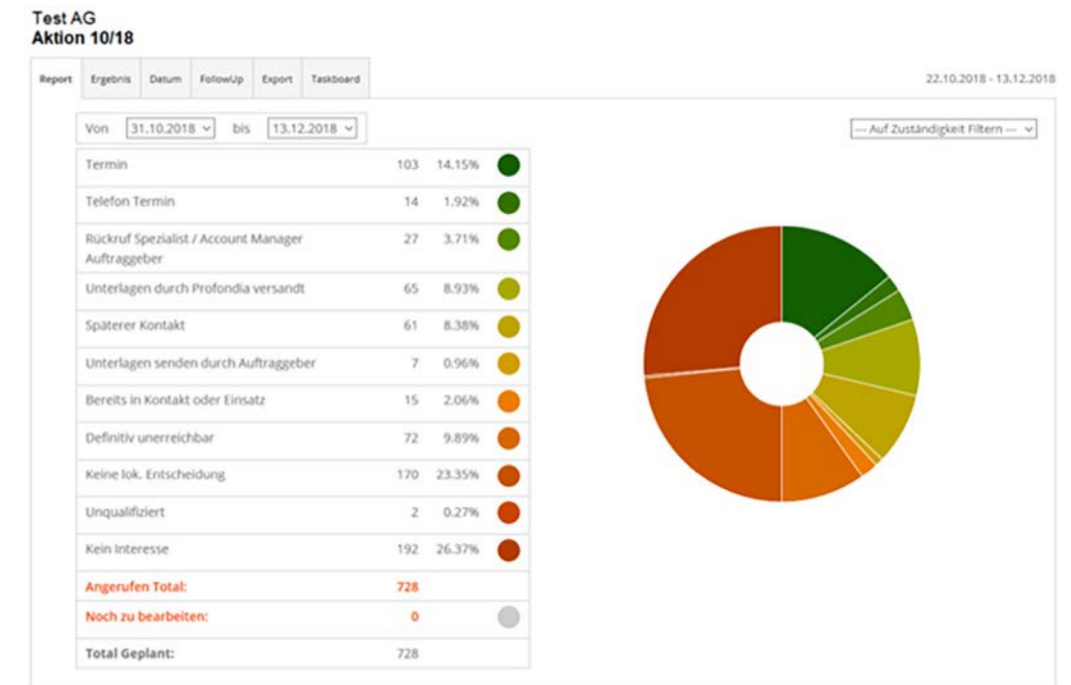 Test AG
Aktion 10/18
Report Ergebnis Datum FollowUp Export Taskboard
22.10.2018 - 13.12.2018
Von 31.10.2018 bis 13.12.2018
--- Auf Zuständigkeit Filtern ---
Termin 103 14.15%
Telefon Termin 14 1.92%
Rückruf Spezialist / Account Manager 27 3.71%
Auftraggeber
Unterlagen durch Profondia versandt 65 8.93%
Späterer Kontakt 61 8.38%
Unterlagen senden durch Auftraggeber 7 0.96%
Bereits in Kontakt oder Einsatz 15 2.06%
Definitiv unerreichbar 72 9.89%
Keine lok. Entscheidung 170 23.35%
Unqualifiziert 2 0.27%
Kein Interesse 192 26.37%
Angerufen Total: 728
Noch zu bearbeiten: 0
Total Geplant: 728